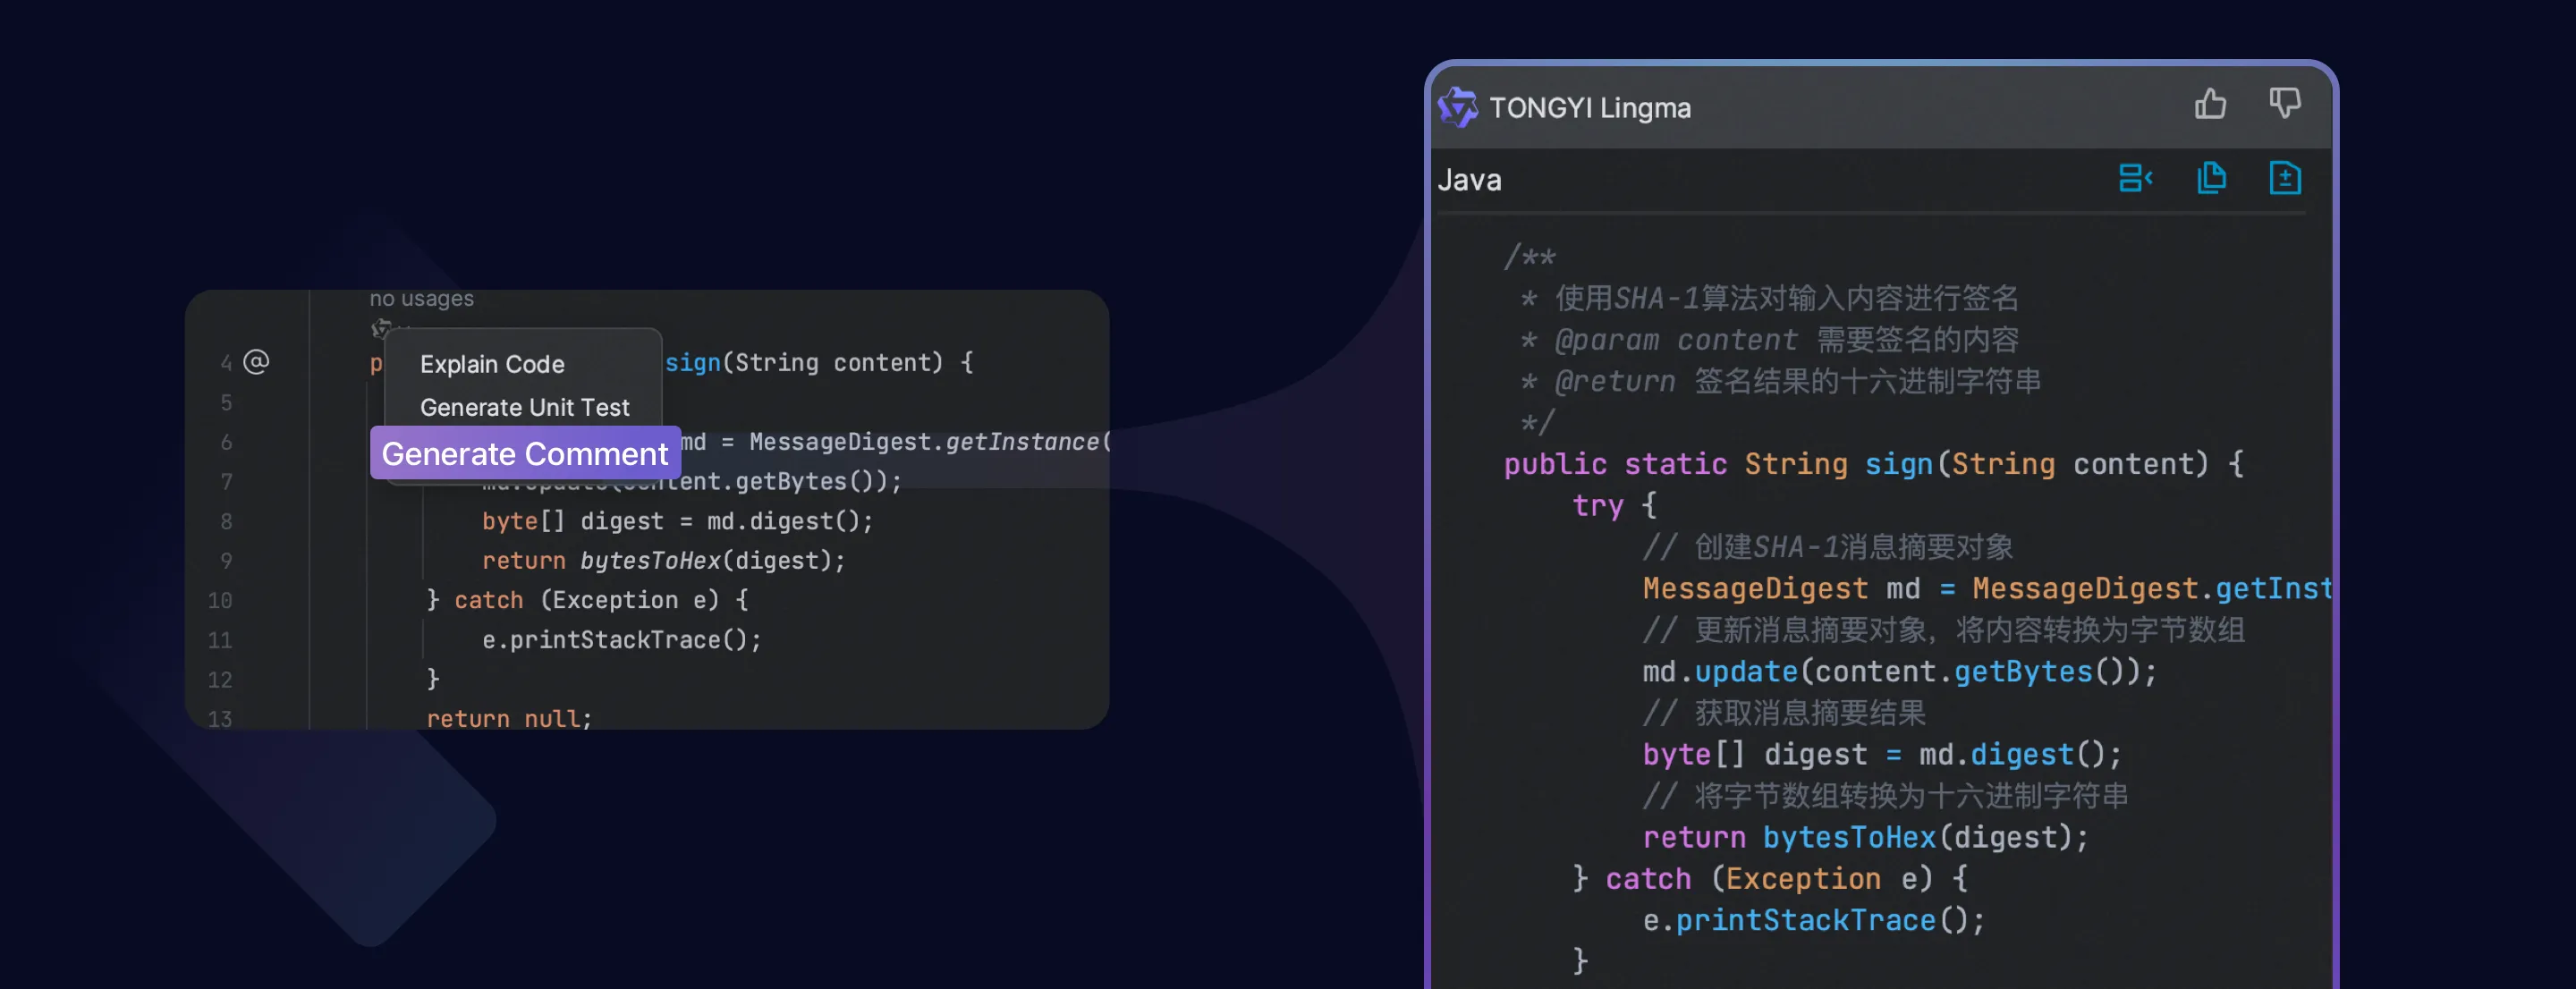 no usages
Explain Code
4 @ p sign(String content) {
Generate Unit Test
5
Generate Comment
6 md = MessageDigest.getInstance(
7 md.update(content.getBytes());
8 byte[] digest = md.digest();
9 return bytesToHex(digest);
10 } catch (Exception e) {
11 e.printStackTrace();
12 }
13 return null;
TONGYI Lingma
Java
/**
* 使用SHA-1算法对输入内容进行签名
* @param content 需要签名的内容
* @return 签名结果的十六进制字符串
*/
public static String sign(String content) {
try {
// 创建SHA-1消息摘要对象
MessageDigest md = MessageDigest.getInst
// 更新消息摘要对象，将内容转换为字节数组
md.update(content.getBytes());
// 获取消息摘要结果
byte[] digest = md.digest();
// 将字节数组转换为十六进制字符串
return bytesToHex(digest);
} catch (Exception e) {
e.printStackTrace();
}